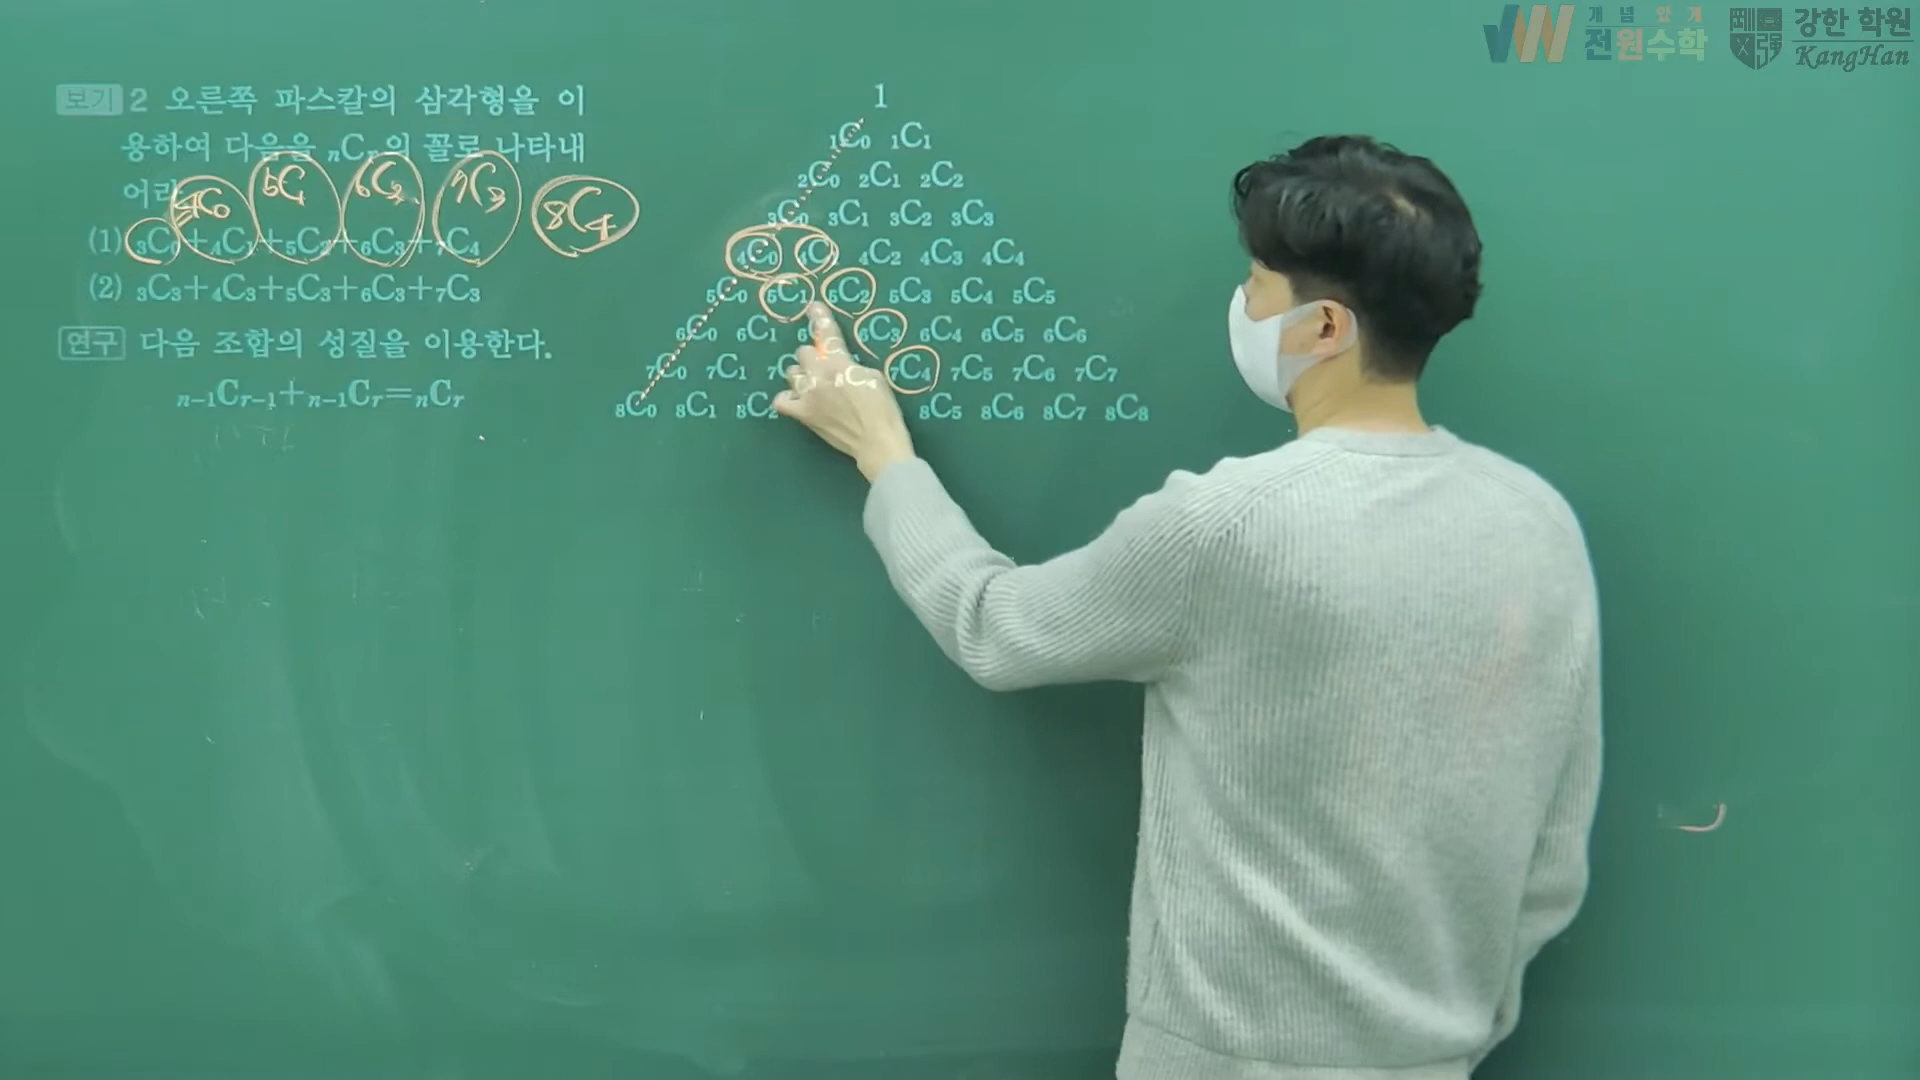 개념안개
전원수학
강한 학원
KangHan
보기 2 오른쪽 파스칼의 삼각형을 이
용하여 다음을 nCr의 꼴로 나타내
어라
=4C0 5C1 6C2 7C3 8C4
(1) 3C0+4C1+5C2+6C3+7C4
(2) 3C3+4C3+5C3+6C3+7C3
연구 다음 조합의 성질을 이용한다.
n−1Cr−1+n−1Cr=nCr
1
1C0 1C1
2C0 2C1 2C2
3C0 3C1 3C2 3C3
4C0 4C1 4C2 4C3 4C4
5C0 5C1 5C2 5C3 5C4 5C5
6C0 6C1 6C3 6C4 6C5 6C6
7C0 7C1 7C4 7C5 7C6 7C7
8C0 8C1 8C2 8C5 8C6 8C7 8C8